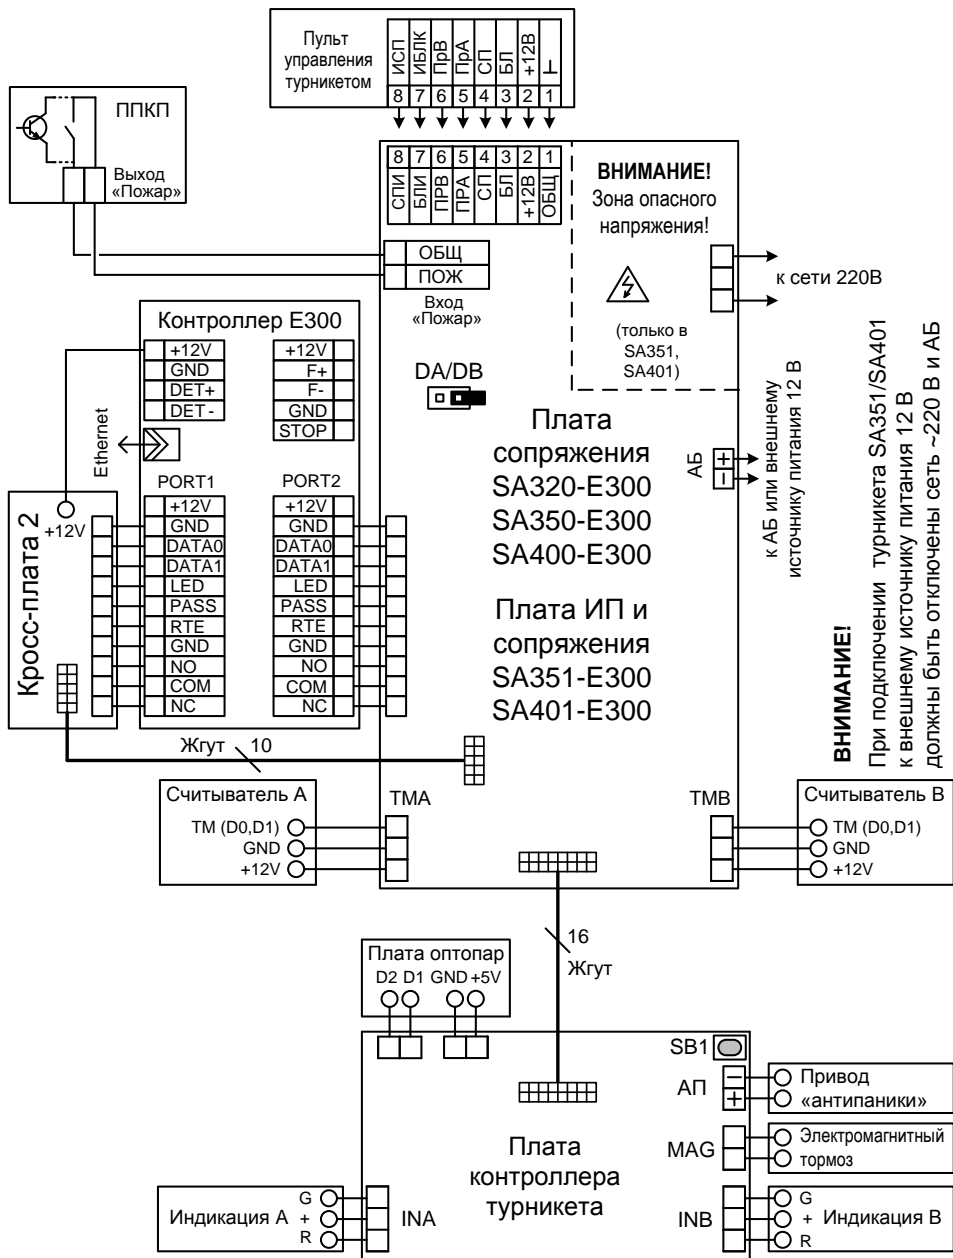 Пульт
управления
турникетом
ИСП ИБЛК ПрВ ПрА СП БЛ +12В ⊥
8 7 6 5 4 3 2 1
ППКП
Выход
«Пожар»
8 7 6 5 4 3 2 1
СПИ БПИ ПРВ ПРА СП БЛ +12В ОБЩ
ВНИМАНИЕ!
Зона опасного
напряжения!
(только в
SA351,
SA401)
к сети 220В
ОБЩ
ПОЖ
Вход
«Пожар»
DA/DB
Контроллер E300
+12V
GND
DET+
DET -
+12V
F+
F-
GND
STOP
Ethernet
PORT1
+12V
GND
DATA0
DATA1
LED
PASS
RTE
GND
NO
COM
NC
PORT2
+12V
GND
DATA0
DATA1
LED
PASS
RTE
GND
NO
COM
NC
Кросс-плата 2
+12V
Жгут 10
Плата
сопряжения
SA320-E300
SA350-E300
SA400-E300
Плата ИП и
сопряжения
SA351-E300
SA401-E300
АБ
+
−
к АБ или внешнему
источнику питания 12 В
ВНИМАНИЕ!
При подключении турникета SA351/SA401
к внешнему источнику питания 12 В
должны быть отключены сеть ~220 В и АБ
Считыватель А
TM (D0,D1)
GND
+12V
TMA
TMB
Считыватель В
TM (D0,D1)
GND
+12V
16
Жгут
Плата оптопар
D2 D1 GND +5V
SB1
АП
−
+
Привод
«антипаники»
MAG
Электромагнитный
тормоз
Плата
контроллера
турникета
Индикация А
G
+
R
INA
INB
G
+
R
Индикация В